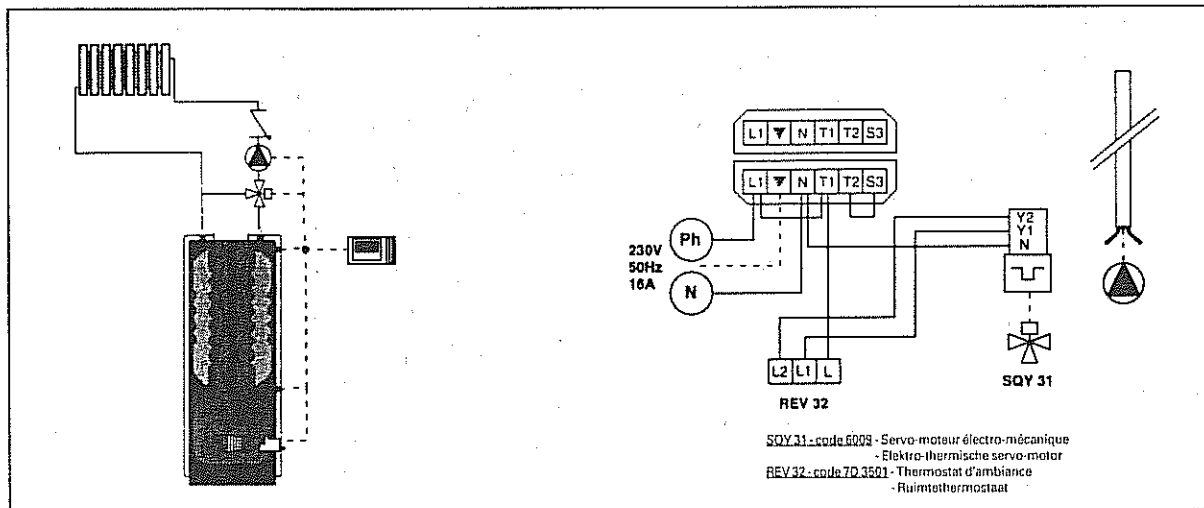 L1 N T1 T2 S3
L1 N T1 T2 S3
Ph
230V
50Hz
16A
N
Y2
Y1
N
L2 L1 L
REV 32
SQY 31
SQY 31 - code 6009 - Servo-moteur électro-mécanique
- Elektro-thermische servo-motor
REV 32 - code 7D 3501 - Thermostat d'ambiance
- Ruimtethermostaat